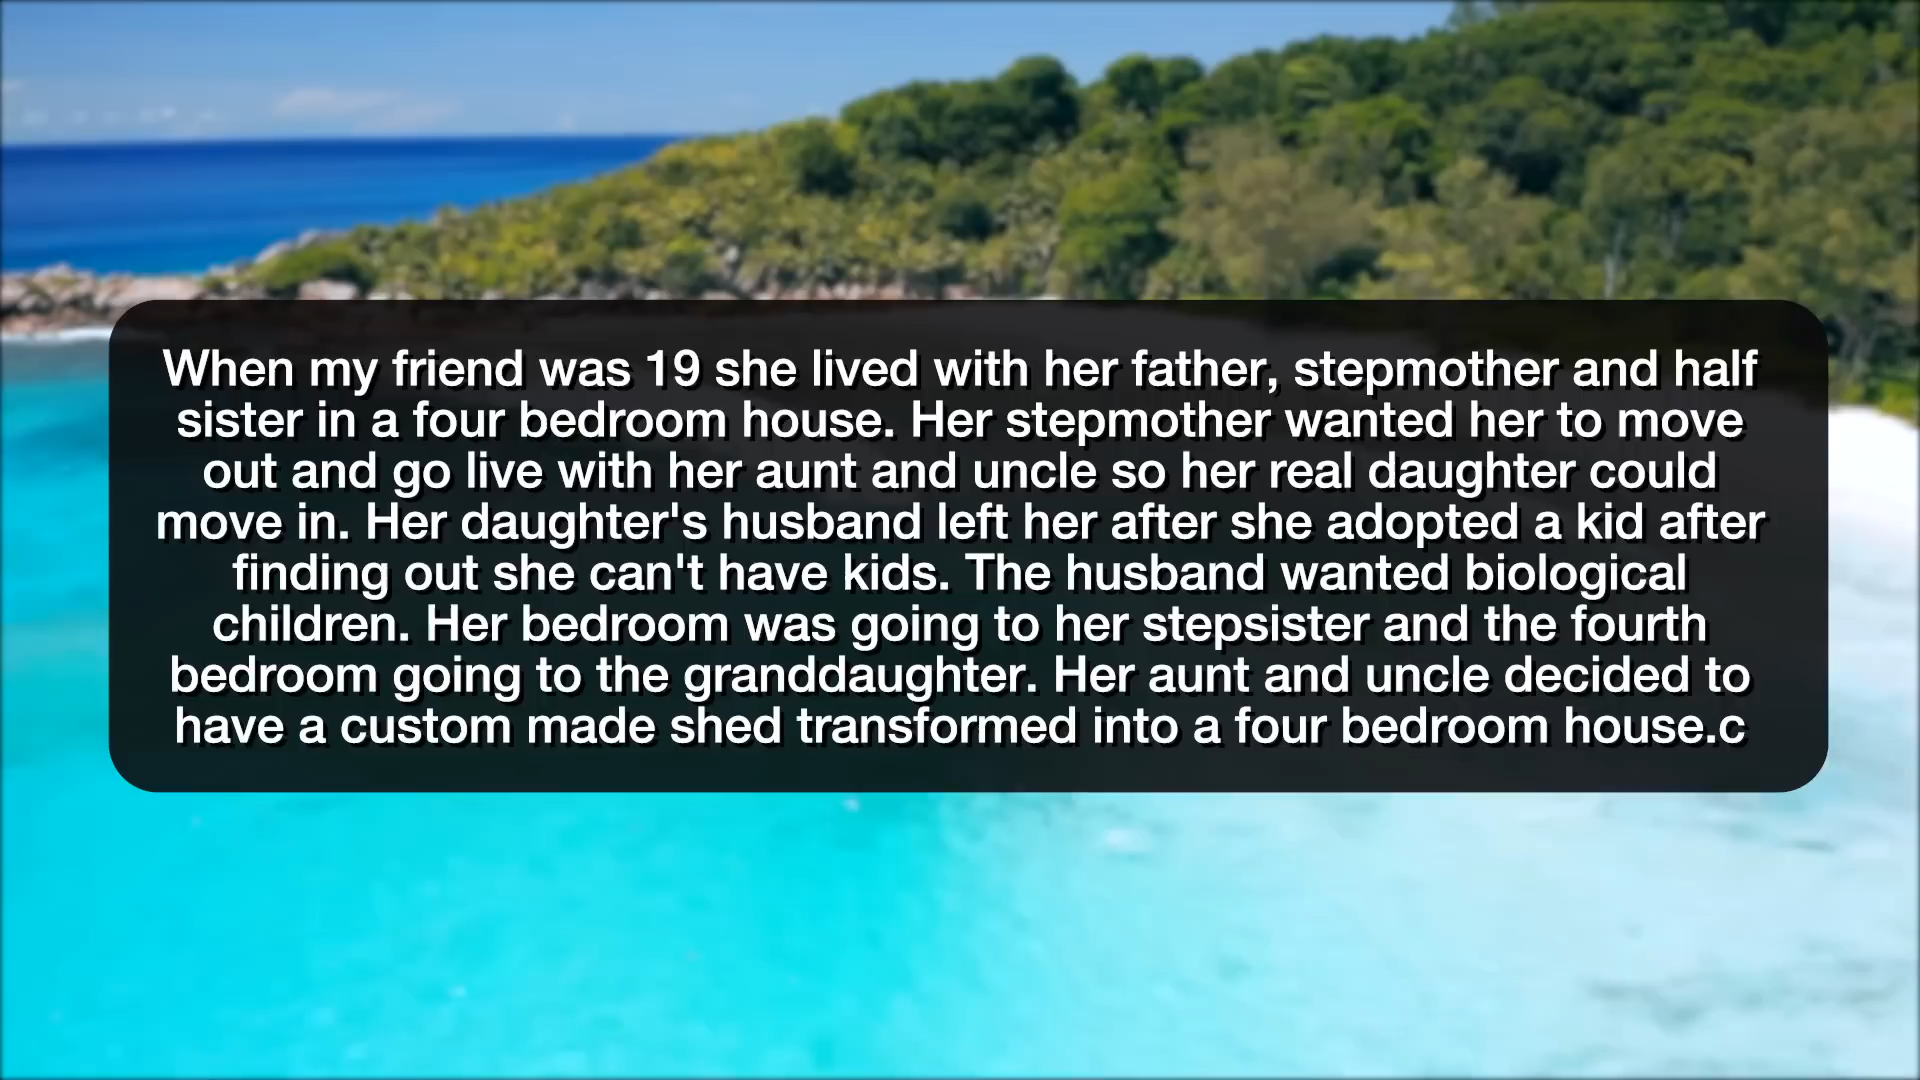 When my friend was 19 she lived with her father, stepmother and half
sister in a four bedroom house. Her stepmother wanted her to move
out and go live with her aunt and uncle so her real daughter could
move in. Her daughter's husband left her after she adopted a kid after
finding out she can't have kids. The husband wanted biological
children. Her bedroom was going to her stepsister and the fourth
bedroom going to the granddaughter. Her aunt and uncle decided to
have a custom made shed transformed into a four bedroom house.c